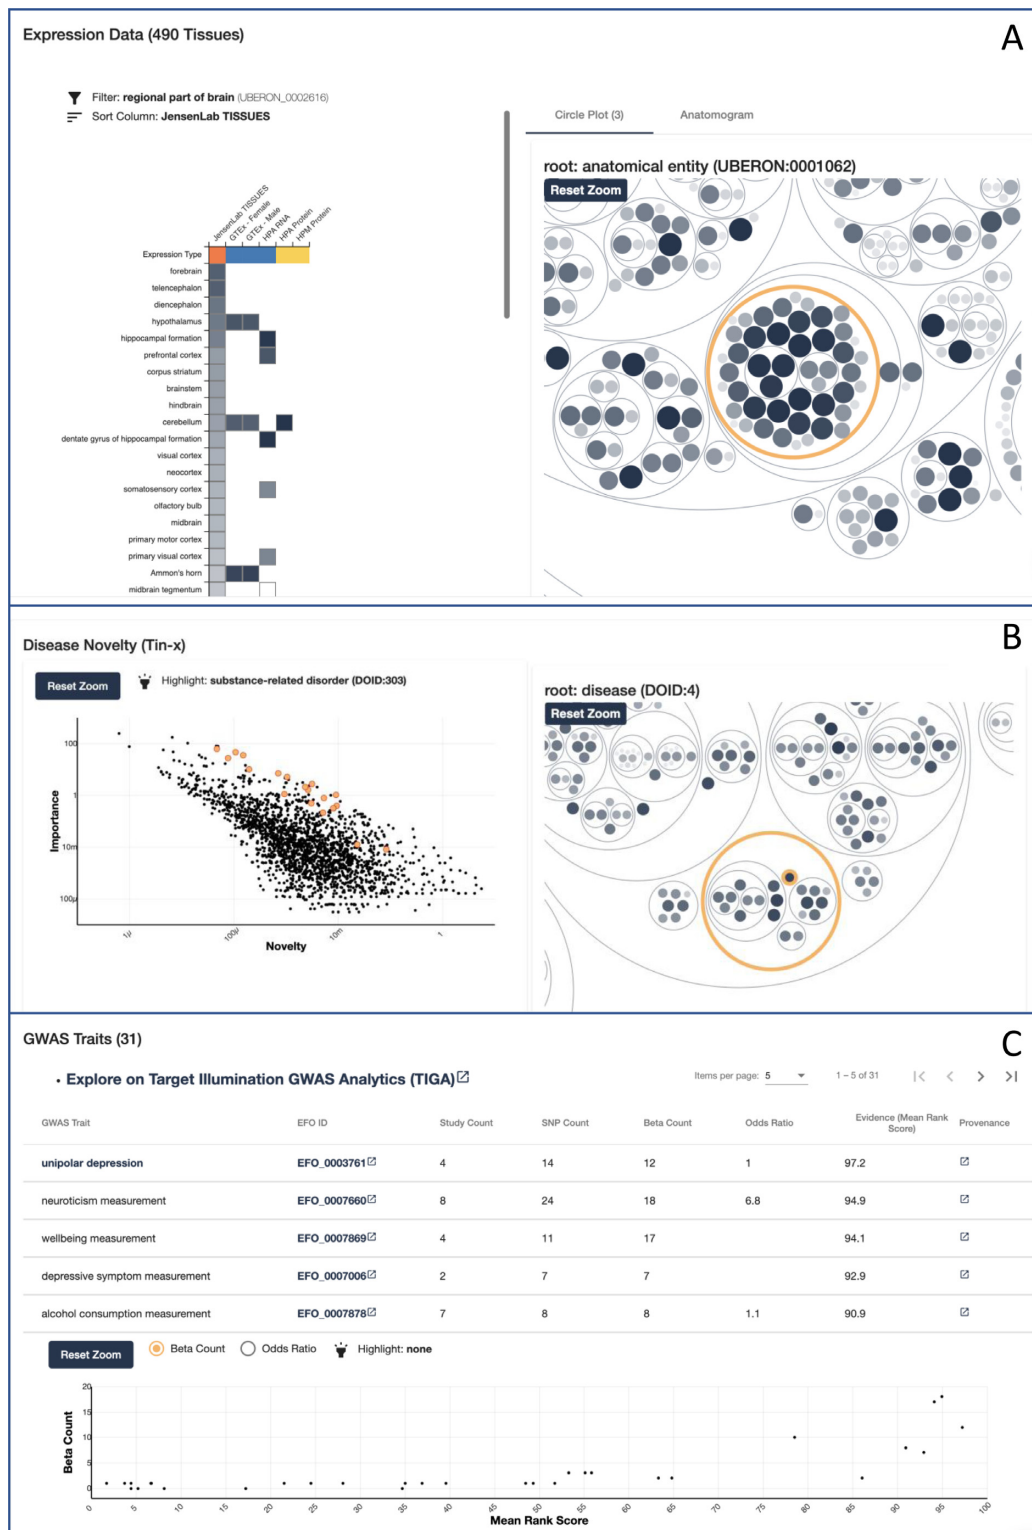 Expression Data (490 Tissues)
A
Filter: regional part of brain (UBERON_0002616)
Sort Column: JensenLab TISSUES
Circle Plot (3)
Anatomogram
root: anatomical entity (UBERON:0001062)
Reset Zoom
JensenLab TISSUES
GTEx - Female
GTEx - Male
HPA RNA
HPA Protein
HPM Protein
Expression Type
forebrain
telencephalon
diencephalon
hypothalamus
hippocampal formation
prefrontal cortex
corpus striatum
brainstem
hindbrain
cerebellum
dentate gyrus of hippocampal formation
visual cortex
neocortex
somatosensory cortex
olfactory bulb
midbrain
primary motor cortex
primary visual cortex
Ammon's horn
midbrain tegmentum
Disease Novelty (Tin-x)
B
Reset Zoom
Highlight: substance-related disorder (DOID:303)
root: disease (DOID:4)
Reset Zoom
Importance
100
1
10m
100µ
1µ
100µ
10m
1
Novelty
GWAS Traits (31)
C
• Explore on Target Illumination GWAS Analytics (TIGA)
Items per page: 5
1 – 5 of 31
GWAS Trait EFO ID Study Count SNP Count Beta Count Odds Ratio Evidence (Mean Rank Score) Provenance
unipolar depression EFO_0003761 4 14 12 1 97.2
neuroticism measurement EFO_0007660 8 24 18 6.8 94.9
wellbeing measurement EFO_0007869 4 11 17 94.1
depressive symptom measurement EFO_0007006 2 7 7 92.9
alcohol consumption measurement EFO_0007878 7 8 8 1.1 90.9
Reset Zoom
Beta Count
Odds Ratio
Highlight: none
Beta Count
20
15
10
5
0
0 5 10 15 20 25 30 35 40 45 50 55 60 65 70 75 80 85 90 95 100
Mean Rank Score